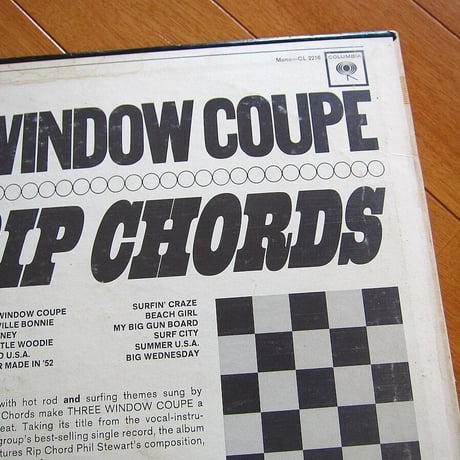 Mono—CL 2216
COLUMBIA
WINDOW COUPE
RIP CHORDS
WINDOW COUPE
VILLE BONNIE
NEY
TLE WOODIE
U.S.A.
R MADE IN '52
SURFIN' CRAZE
BEACH GIRL
MY BIG GUN BOARD
SURF CITY
SUMMER U.S.A.
BIG WEDNESDAY
with hot rod and surfing themes sung by
Chords make THREE WINDOW COUPE a
eat. Taking its title from the vocal-instru-
group's best-selling single record, the album
tures Rip Chord Phil Stewart's composition,